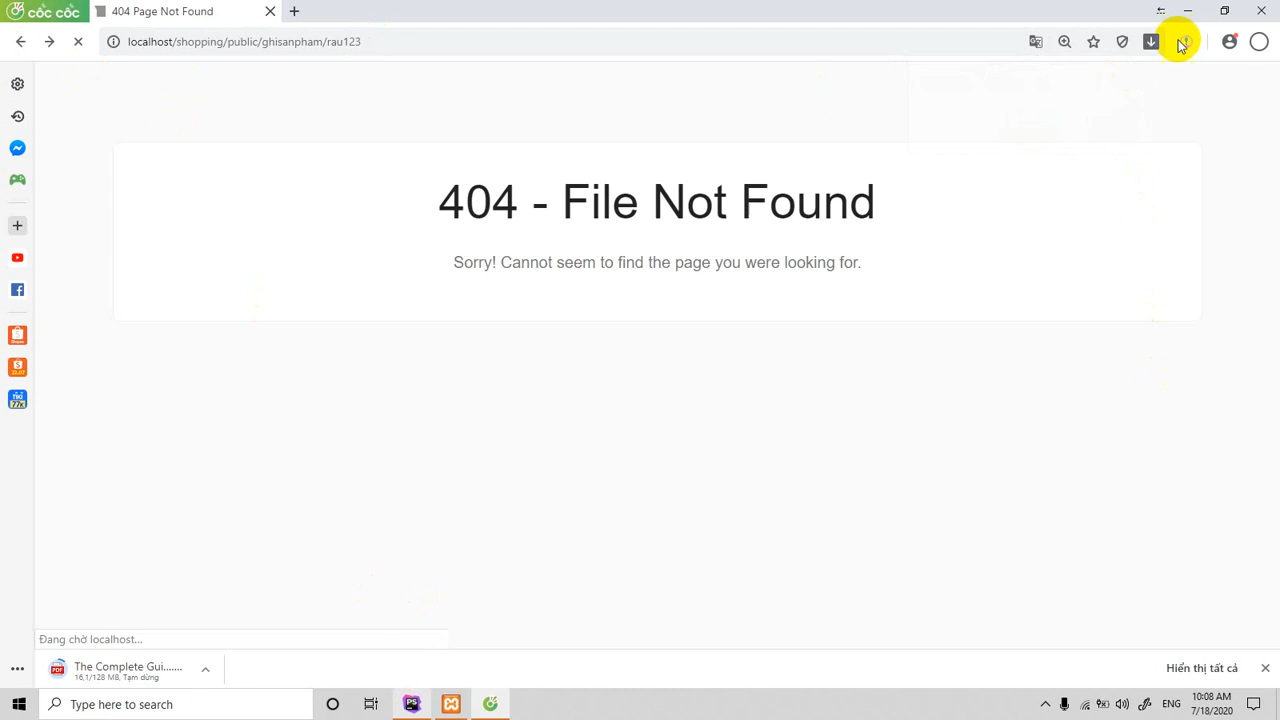 cốc cốc
404 Page Not Found
localhost/shopping/public/ghisanpham/rau123
404 - File Not Found
Sorry! Cannot seem to find the page you were looking for.
Đang chờ localhost...
The Complete Gui.......
16,1/128 MB, Tạm dừng
Hiển thị tất cả
Type here to search
PS
ENG
10:08 AM
7/18/2020